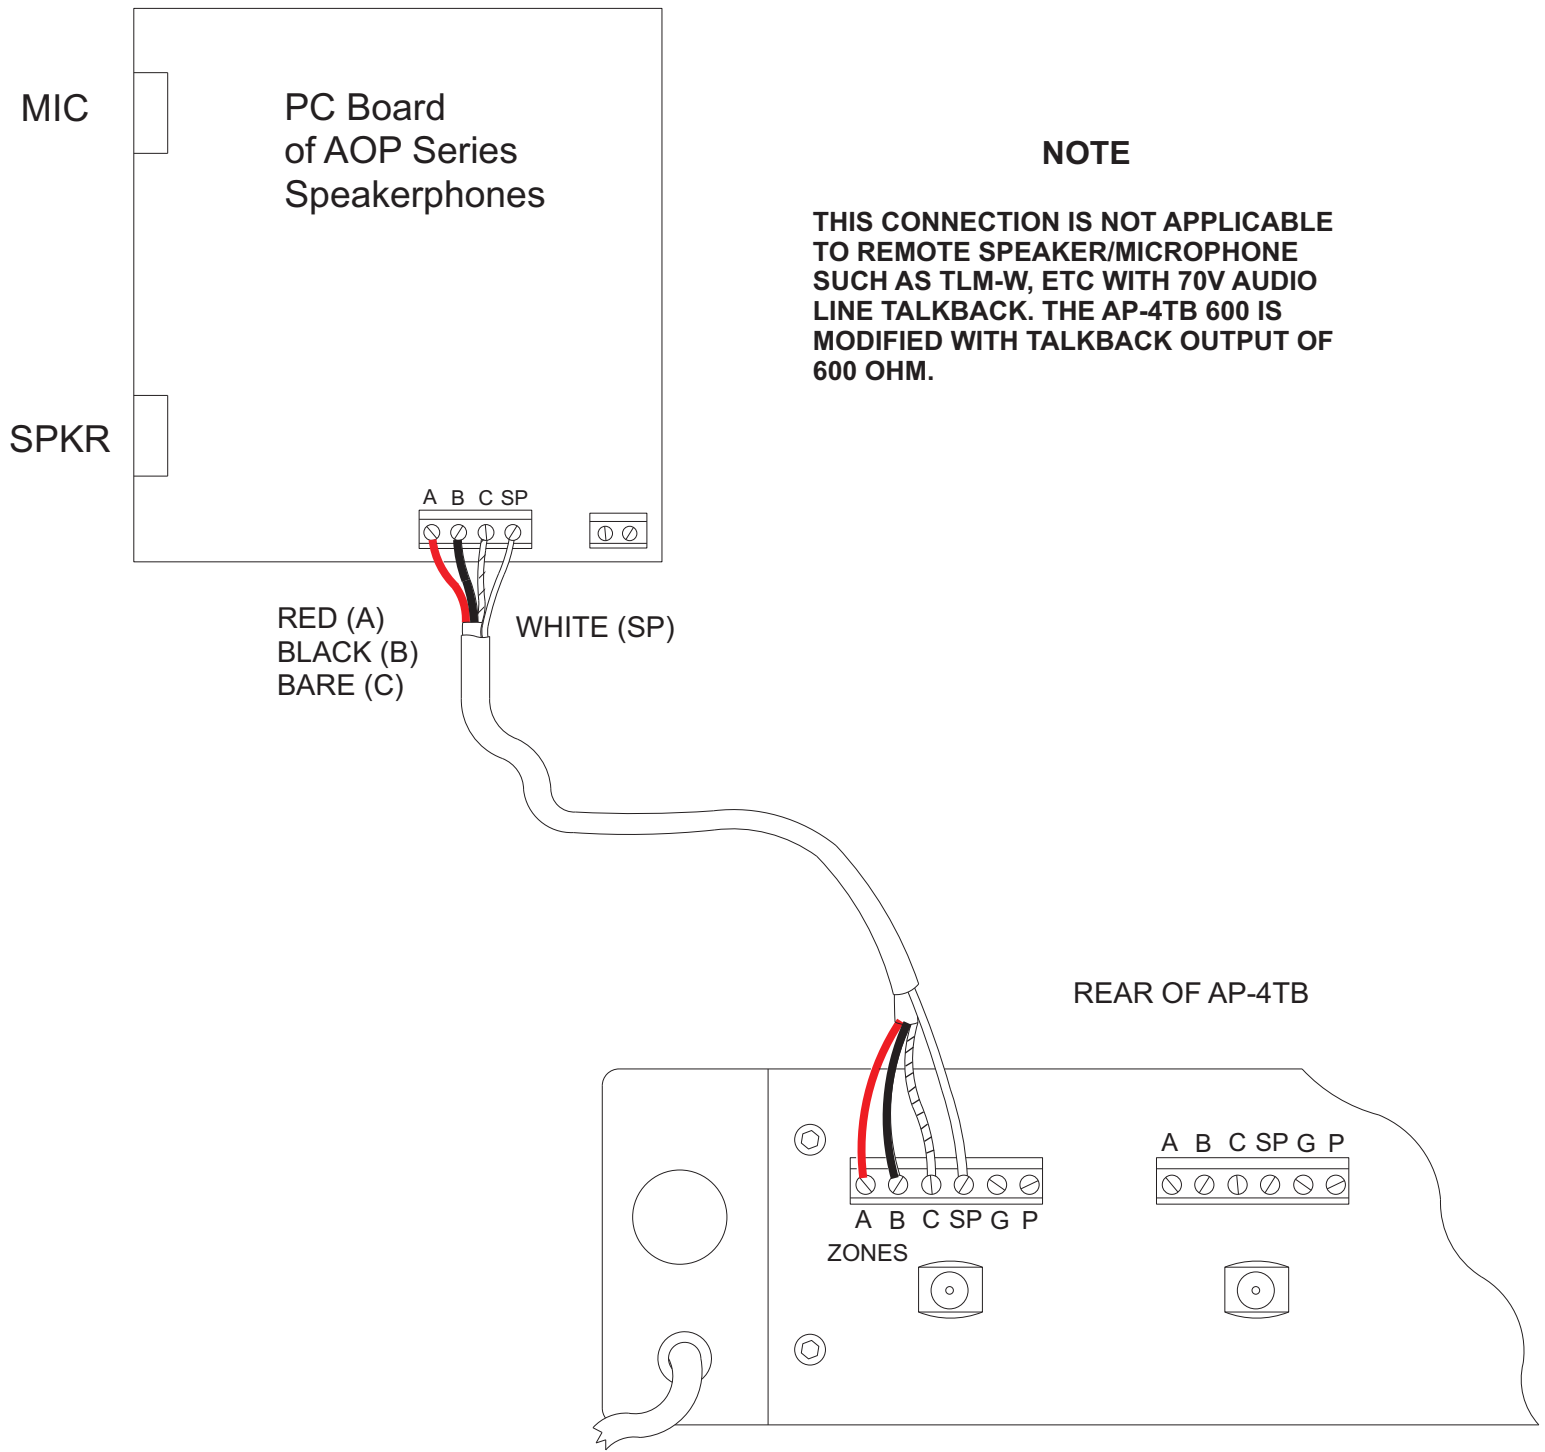 MIC
PC Board
of AOP Series
Speakerphones
NOTE
THIS CONNECTION IS NOT APPLICABLE
TO REMOTE SPEAKER/MICROPHONE
SUCH AS TLM-W, ETC WITH 70V AUDIO
LINE TALKBACK. THE AP-4TB 600 IS
MODIFIED WITH TALKBACK OUTPUT OF
600 OHM.
SPKR
A B C SP
RED (A)
BLACK (B)
BARE (C)
WHITE (SP)
REAR OF AP-4TB
A B C SP G P
A B C SP G P
ZONES